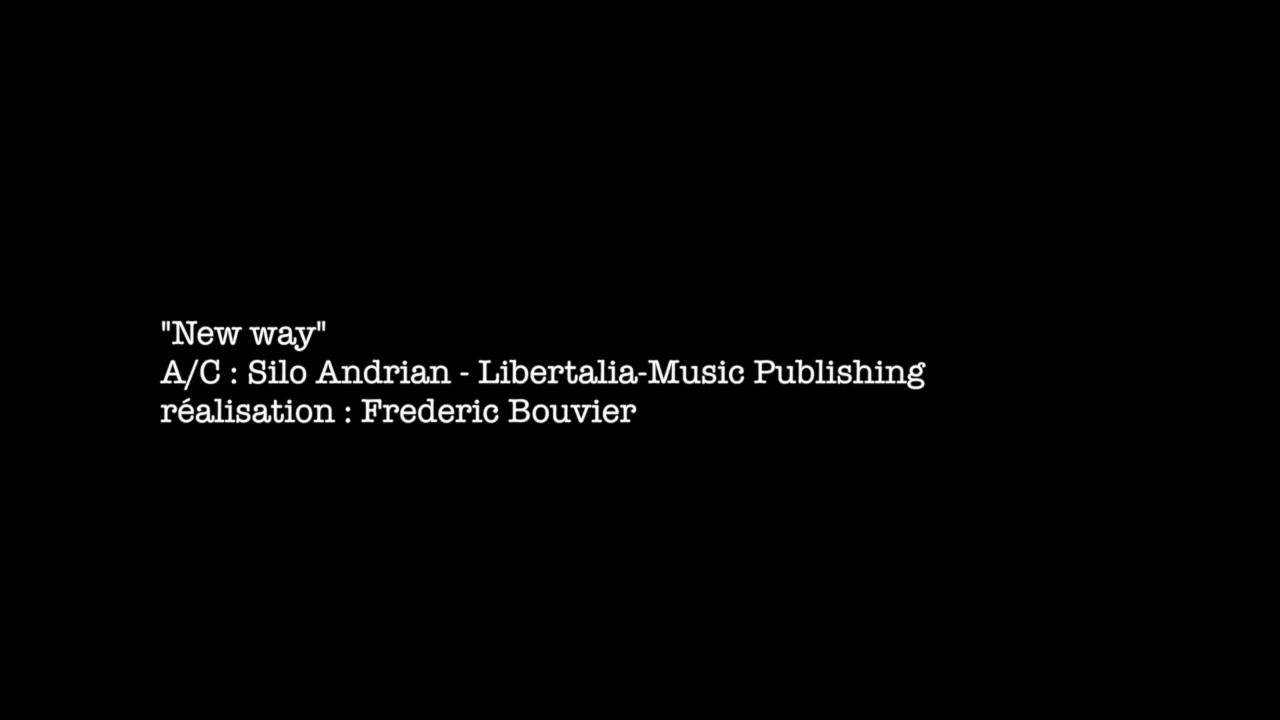 "New way"
A/C : Silo Andrian - Libertalia-Music Publishing
réalisation : Frederic Bouvier